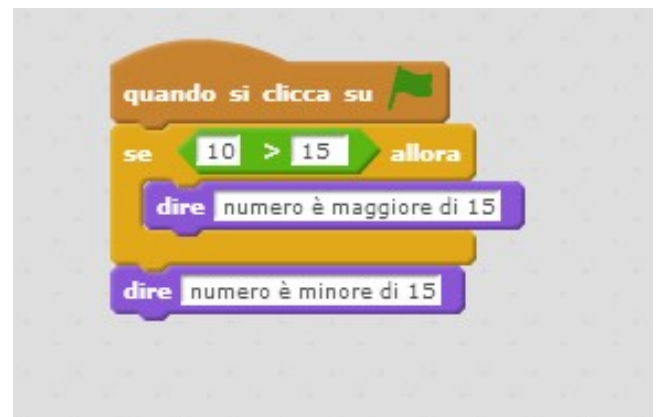 quando si clicca su
se 10 > 15 allora
dire numero è maggiore di 15
dire numero è minore di 15